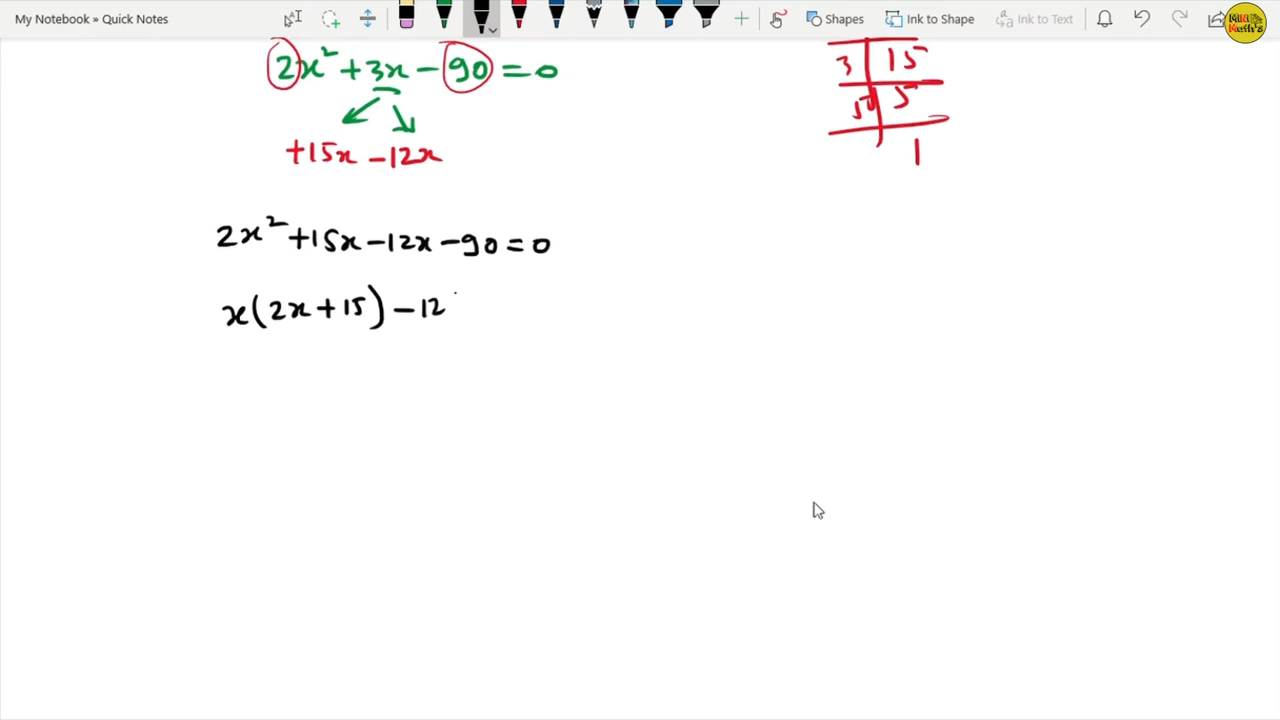 My Notebook » Quick Notes
Shapes
Ink to Shape
Ink to Text
2x² + 3x - 90 = 0
+15x - 12x
3 | 15
5 | 5
1
2x² + 15x - 12x - 90 = 0
x(2x + 15) - 12